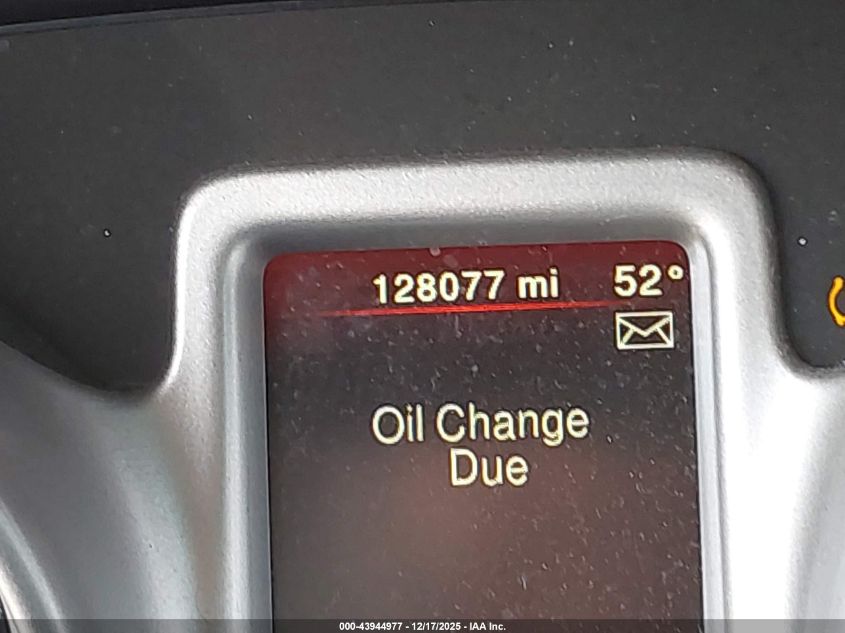 128077 mi 52°
Oil Change
Due
000-43944977 - 12/17/2025 - IAA Inc.